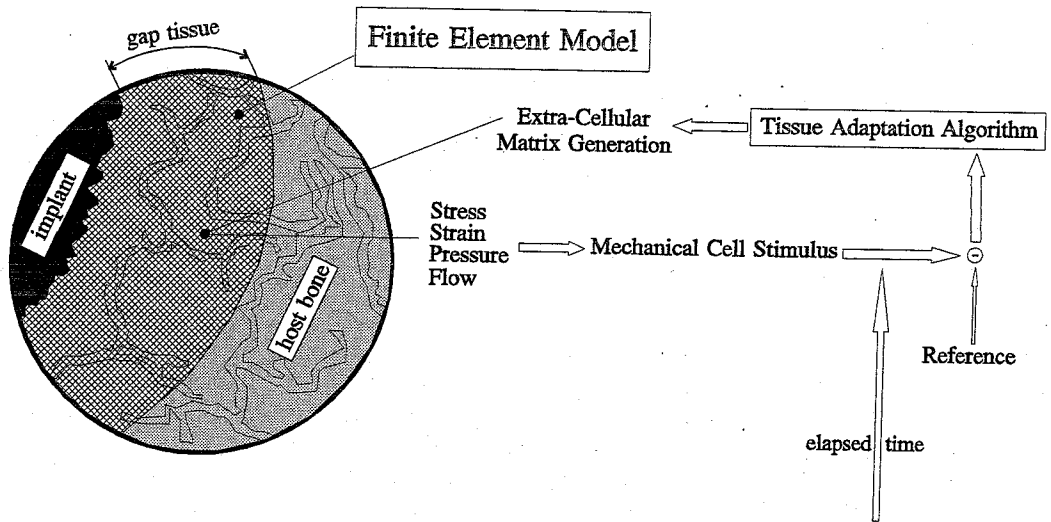 gap tissue
Finite Element Model
Extra-Cellular
Matrix Generation
Tissue Adaptation Algorithm
implant
Stress
Strain
Pressure
Flow
Mechanical Cell Stimulus
-
host bone
Reference
elapsed time